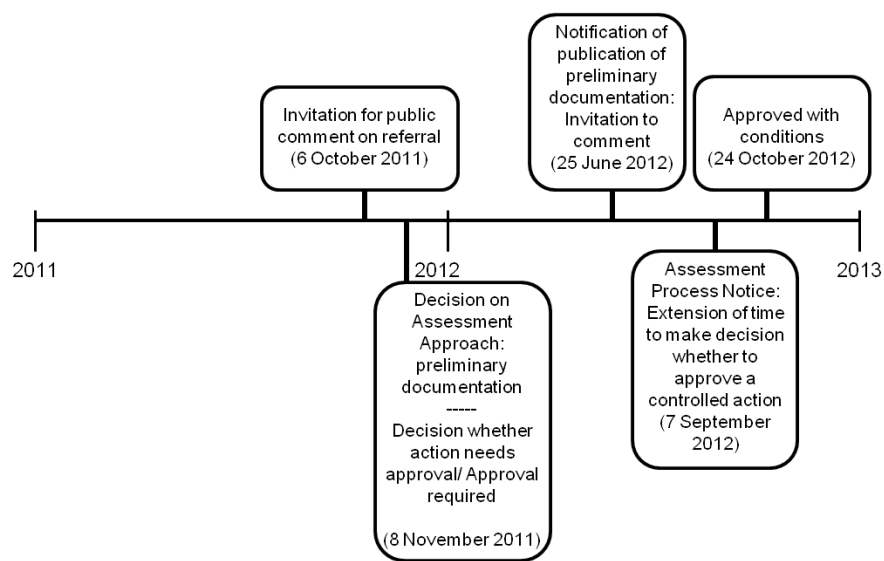 Notification of
publication of
preliminary
documentation:
Invitation to
comment
(25 June 2012)
Invitation for public
comment on referral
(6 October 2011)
Approved with
conditions
(24 October 2012)
2011
2012
2013
Decision on
Assessment
Approach:
preliminary
documentation
-----
Decision whether
action needs
approval/ Approval
required
(8 November 2011)
Assessment
Process Notice:
Extension of time
to make decision
whether to
approve a
controlled action
(7 September
2012)